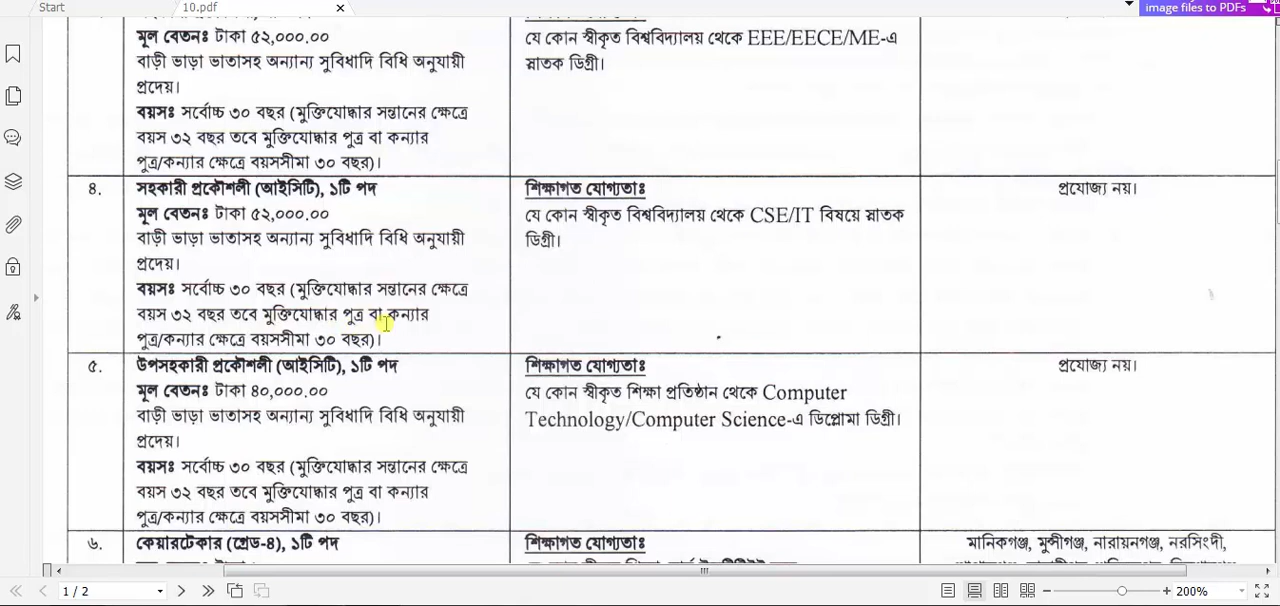 Start
10.pdf
image files to PDFs
মূল বেতনঃ টাকা ৫২,০০০.০০
বাড়ী ভাড়া ভাতাসহ অন্যান্য সুবিধাদি বিধি অনুযায়ী
প্রদেয়।
বয়সঃ সর্বোচ্চ ৩০ বছর (মুক্তিযোদ্ধার সন্তানের ক্ষেত্রে
বয়স ৩২ বছর তবে মুক্তিযোদ্ধার পুত্র বা কন্যার
পুত্র/কন্যার ক্ষেত্রে বয়সসীমা ৩০ বছর)।
যে কোন স্বীকৃত বিশ্ববিদ্যালয় থেকে EEE/EECE/ME-এ
স্নাতক ডিগ্রী।
৪.
সহকারী প্রকৌশলী (আইসিটি), ১টি পদ
মূল বেতনঃ টাকা ৫২,০০০.০০
বাড়ী ভাড়া ভাতাসহ অন্যান্য সুবিধাদি বিধি অনুযায়ী
প্রদেয়।
বয়সঃ সর্বোচ্চ ৩০ বছর (মুক্তিযোদ্ধার সন্তানের ক্ষেত্রে
বয়স ৩২ বছর তবে মুক্তিযোদ্ধার পুত্র বা কন্যার
পুত্র/কন্যার ক্ষেত্রে বয়সসীমা ৩০ বছর)।
শিক্ষাগত যোগ্যতাঃ
যে কোন স্বীকৃত বিশ্ববিদ্যালয় থেকে CSE/IT বিষয়ে স্নাতক
ডিগ্রী।
প্রযোজ্য নয়।
৫.
উপসহকারী প্রকৌশলী (আইসিটি), ১টি পদ
মূল বেতনঃ টাকা ৪০,০০০.০০
বাড়ী ভাড়া ভাতাসহ অন্যান্য সুবিধাদি বিধি অনুযায়ী
প্রদেয়।
বয়সঃ সর্বোচ্চ ৩০ বছর (মুক্তিযোদ্ধার সন্তানের ক্ষেত্রে
বয়স ৩২ বছর তবে মুক্তিযোদ্ধার পুত্র বা কন্যার
পুত্র/কন্যার ক্ষেত্রে বয়সসীমা ৩০ বছর)।
শিক্ষাগত যোগ্যতাঃ
যে কোন স্বীকৃত শিক্ষা প্রতিষ্ঠান থেকে Computer
Technology/Computer Science-এ ডিপ্লোমা ডিগ্রী।
প্রযোজ্য নয়।
৬.
কেয়ারটেকার (গ্রেড-৪), ১টি পদ
শিক্ষাগত যোগ্যতাঃ
মানিকগঞ্জ, মুন্সীগঞ্জ, নারায়নগঞ্জ, নরসিংদী,
1 / 2
200%